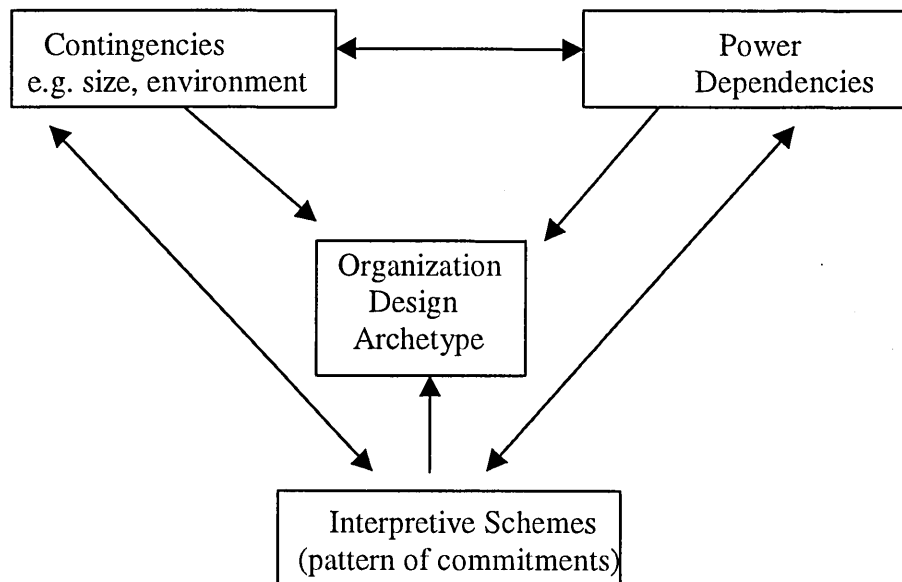 Contingencies
e.g. size, environment
Power
Dependencies
Organization
Design
Archetype
Interpretive Schemes
(pattern of commitments)